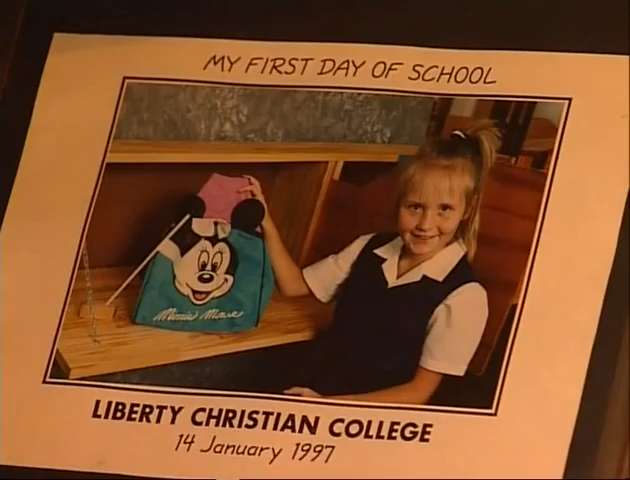 MY FIRST DAY OF SCHOOL
Minnie Mouse
LIBERTY CHRISTIAN COLLEGE
14 January 1997